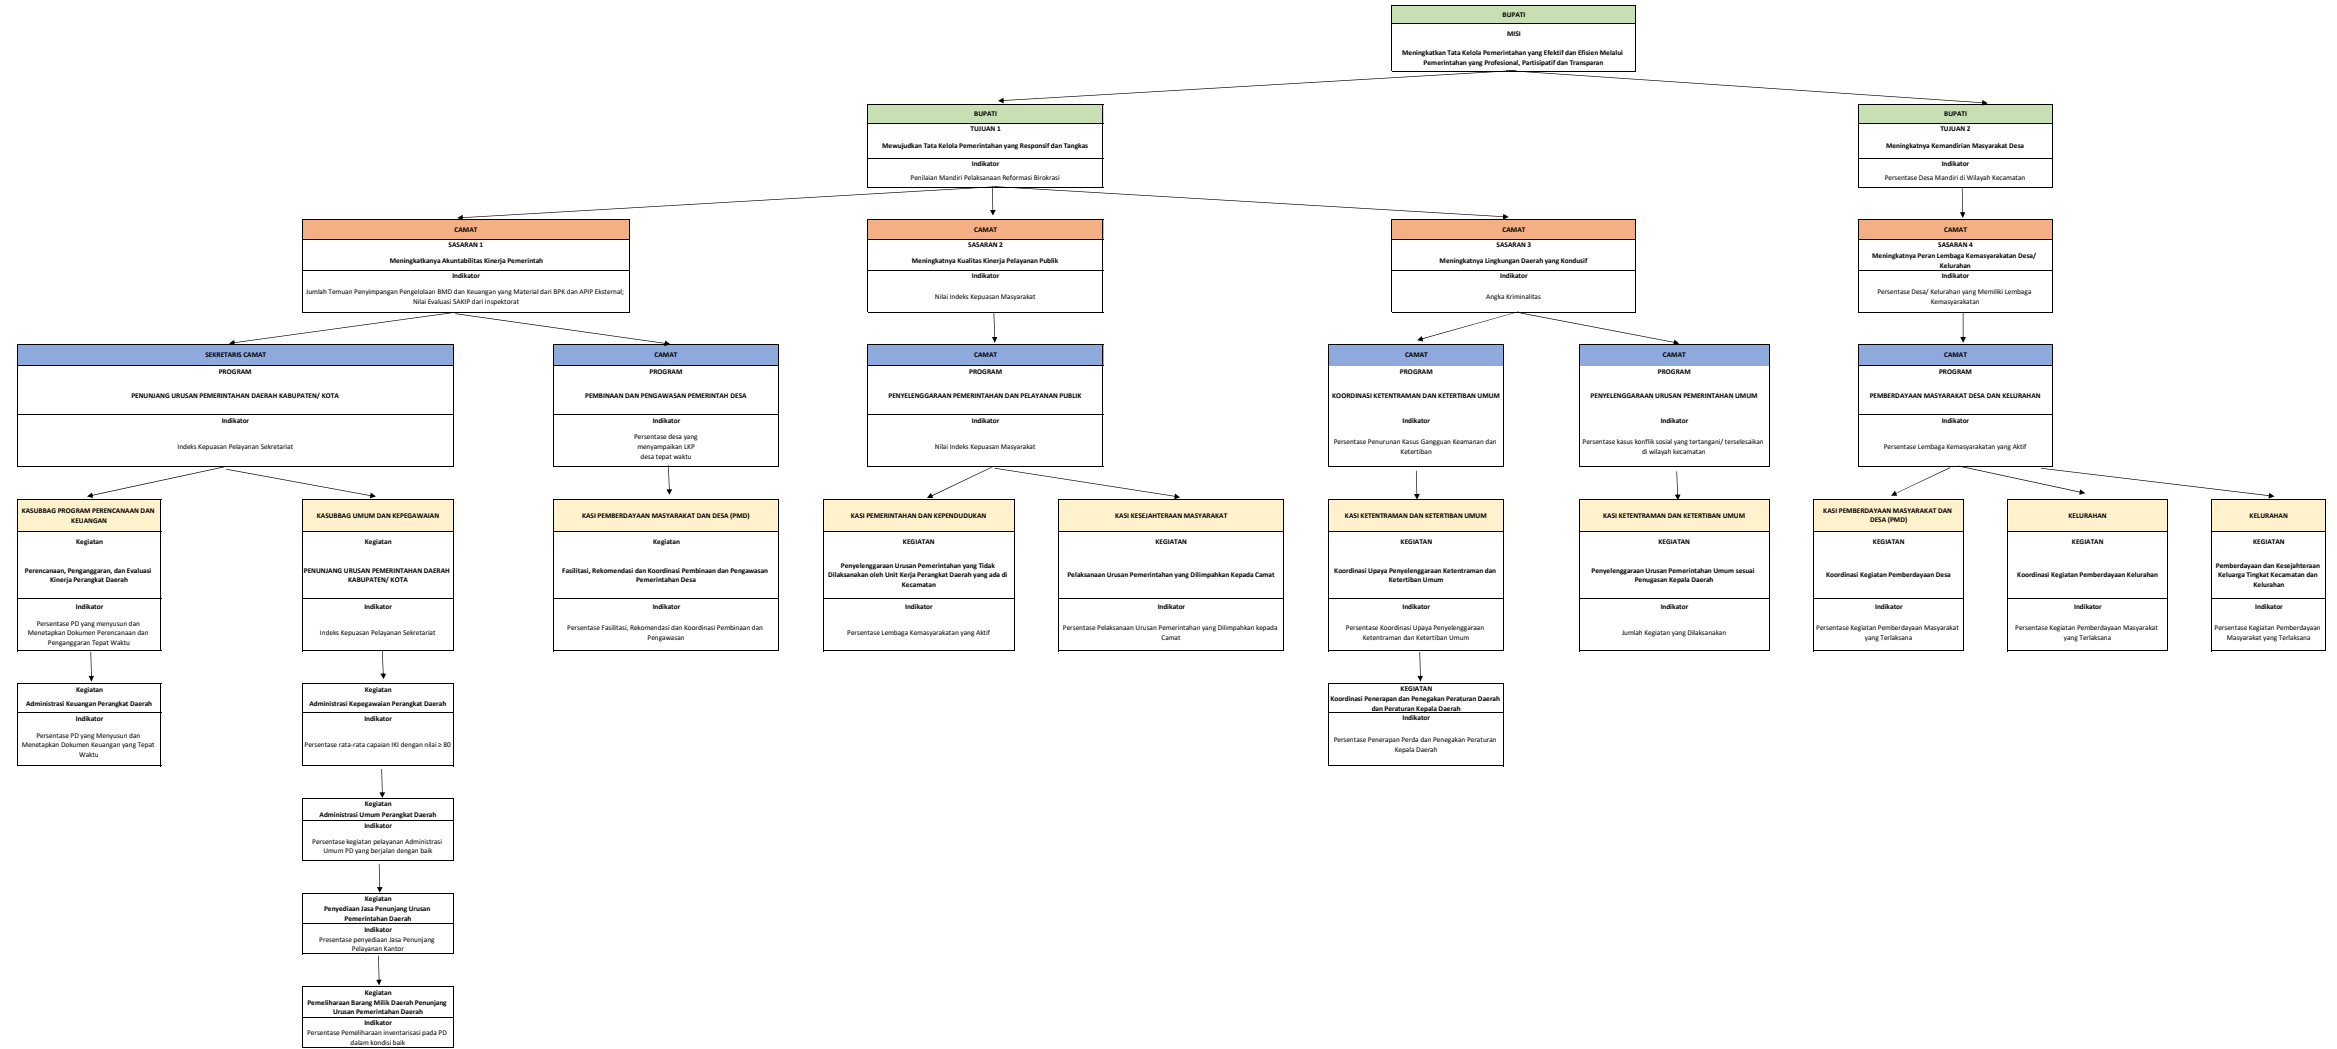 BUPATI
MISI
Meningkatkan Tata Kelola Pemerintahan yang Efektif dan Efisien Melalui
Pemerintahan yang Profesional, Partisipatif dan Transparan
BUPATI
TUJUAN 1
Mewujudkan Tata Kelola Pemerintahan yang Responsif dan Tangkas
Indikator
Penilaian Mandiri Pelaksanaan Reformasi Birokrasi
BUPATI
TUJUAN 2
Meningkatnya Kemandirian Masyarakat Desa
Indikator
Persentase Desa Mandiri di Wilayah Kecamatan
CAMAT
SASARAN 1
Meningkatkanya Akuntabilitas Kinerja Pemerintah
Indikator
Jumlah Temuan Penyimpangan Pengelolaan BMD dan Keuangan yang Material dari BPK dan APIP Eksternal;
Nilai Evaluasi SAKIP dari Inspektorat
CAMAT
SASARAN 2
Meningkatnya Kualitas Kinerja Pelayanan Publik
Indikator
Nilai Indeks Kepuasan Masyarakat
CAMAT
SASARAN 3
Meningkatnya Lingkungan Daerah yang Kondusif
Indikator
Angka Kriminalitas
CAMAT
SASARAN 4
Meningkatnya Peran Lembaga Kemasyarakatan Desa/
Kelurahan
Indikator
Persentase Desa/ Kelurahan yang Memiliki Lembaga
Kemasyarakatan
SEKRETARIS CAMAT
PROGRAM
PENUNJANG URUSAN PEMERINTAHAN DAERAH KABUPATEN/ KOTA
Indikator
Indeks Kepuasan Pelayanan Sekretariat
CAMAT
PROGRAM
PEMBINAAN DAN PENGAWASAN PEMERINTAH DESA
Indikator
Persentase desa yang
menyampaikan LKP
desa tepat waktu
CAMAT
PROGRAM
PENYELENGGARAAN PEMERINTAHAN DAN PELAYANAN PUBLIK
Indikator
Nilai Indeks Kepuasan Masyarakat
CAMAT
PROGRAM
KOORDINASI KETENTRAMAN DAN KETERTIBAN UMUM
Indikator
Persentase Penurunan Kasus Gangguan Keamanan dan
Ketertiban
CAMAT
PROGRAM
PENYELENGGARAAN URUSAN PEMERINTAHAN UMUM
Indikator
Persentase kasus konflik sosial yang tertangani/ terselesaikan
di wilayah kecamatan
CAMAT
PROGRAM
PEMBERDAYAAN MASYARAKAT DESA DAN KELURAHAN
Indikator
Persentase Lembaga Kemasyarakatan yang Aktif
KASUBBAG PROGRAM PERENCANAAN DAN
KEUANGAN
Kegiatan
Perencanaan, Penganggaran, dan Evaluasi
Kinerja Perangkat Daerah
Indikator
Persentase PD yang menyusun dan
Menetapkan Dokumen Perencanaan dan
Penganggaran Tepat Waktu
KASUBBAG UMUM DAN KEPEGAWAIAN
Kegiatan
PENUNJANG URUSAN PEMERINTAHAN DAERAH
KABUPATEN/ KOTA
Indikator
Indeks Kepuasan Pelayanan Sekretariat
KASI PEMBERDAYAAN MASYARAKAT DAN DESA (PMD)
Kegiatan
Fasilitasi, Rekomendasi dan Koordinasi Pembinaan dan Pengawasan
Pemerintahan Desa
Indikator
Persentase Fasilitasi, Rekomendasi dan Koordinasi Pembinaan dan
Pengawasan
KASI PEMERINTAHAN DAN KEPENDUDUKAN
KEGIATAN
Penyelenggaraan Urusan Pemerintahan yang Tidak
Dilaksanakan oleh Unit Kerja Perangkat Daerah yang ada di
Kecamatan
Indikator
Persentase Lembaga Kemasyarakatan yang Aktif
KASI KESEJAHTERAAN MASYARAKAT
KEGIATAN
Pelaksanaan Urusan Pemerintahan yang Dilimpahkan Kepada Camat
Indikator
Persentase Pelaksanaan Urusan Pemerintahan yang Dilimpahkan kepada
Camat
KASI KETENTRAMAN DAN KETERTIBAN UMUM
KEGIATAN
Koordinasi Upaya Penyelenggaraan Ketentraman dan
Ketertiban Umum
Indikator
Persentase Koordinasi Upaya Penyelenggaraan
Ketentraman dan Ketertiban Umum
KASI KETENTRAMAN DAN KETERTIBAN UMUM
KEGIATAN
Penyelenggaraan Urusan Pemerintahan Umum sesuai
Penugasan Kepala Daerah
Indikator
Jumlah Kegiatan yang Dilaksanakan
KASI PEMBERDAYAAN MASYARAKAT DAN
DESA (PMD)
KEGIATAN
Koordinasi Kegiatan Pemberdayaan Desa
Indikator
Persentase Kegiatan Pemberdayaan Masyarakat
yang Terlaksana
KELURAHAN
KEGIATAN
Koordinasi Kegiatan Pemberdayaan Kelurahan
Indikator
Persentase Kegiatan Pemberdayaan Masyarakat
yang Terlaksana
KELURAHAN
KEGIATAN
Pemberdayaan dan Kesejahteraan
Keluarga Tingkat Kecamatan dan
Kelurahan
Indikator
Persentase Kegiatan Pemberdayaan
Masyarakat yang Terlaksana
Kegiatan
Administrasi Keuangan Perangkat Daerah
Indikator
Persentase PD yang Menyusun dan
Menetapkan Dokumen Keuangan yang Tepat
Waktu
Kegiatan
Administrasi Kepegawaian Perangkat Daerah
Indikator
Persentase rata-rata capaian IKI dengan nilai ≥ 80
KEGIATAN
Koordinasi Penerapan dan Penegakan Peraturan Daerah
dan Peraturan Kepala Daerah
Indikator
Persentase Penerapan Perda dan Penegakan Peraturan
Kepala Daerah
Kegiatan
Administrasi Umum Perangkat Daerah
Indikator
Persentase kegiatan pelayanan Administrasi
Umum PD yang berjalan dengan baik
Kegiatan
Penyediaan Jasa Penunjang Urusan
Pemerintahan Daerah
Indikator
Presentase penyediaan Jasa Penunjang
Pelayanan Kantor
Kegiatan
Pemeliharaan Barang Milik Daerah Penunjang
Urusan Pemerintahan Daerah
Indikator
Persentase Pemeliharaan inventarisasi pada PD
dalam kondisi baik